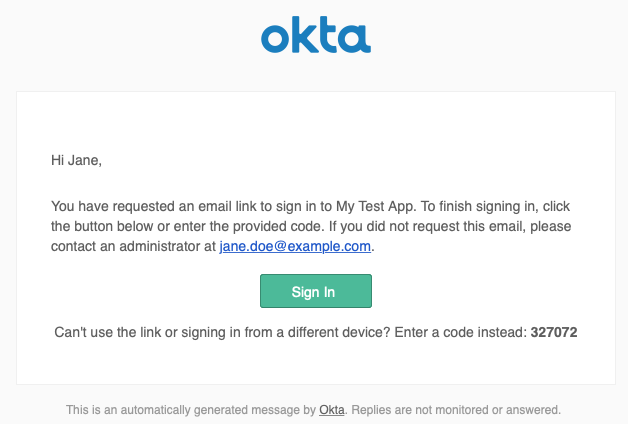 okta
Hi Jane,
You have requested an email link to sign in to My Test App. To finish signing in, click
the button below or enter the provided code. If you did not request this email, please
contact an administrator at jane.doe@example.com.
Sign In
Can't use the link or signing in from a different device? Enter a code instead: 327072
This is an automatically generated message by Okta. Replies are not monitored or answered.